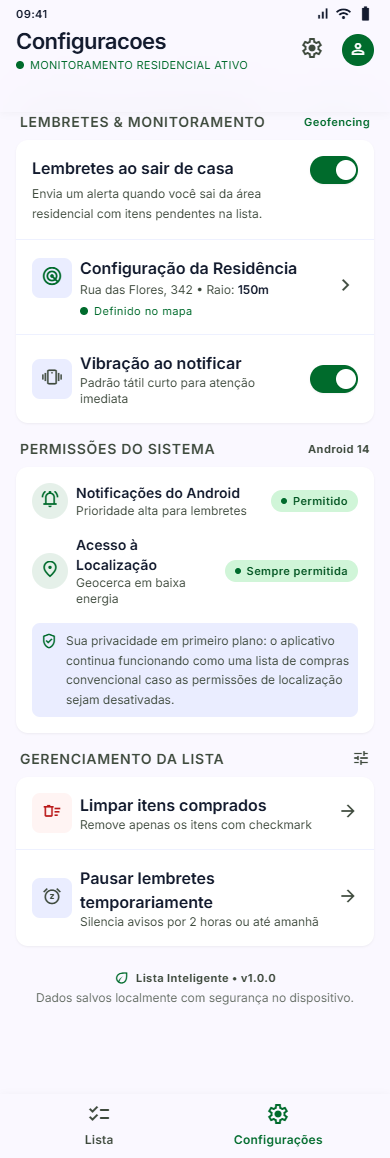 09:41
Configuracoes
MONITORAMENTO RESIDENCIAL ATIVO
LEMBRETES & MONITORAMENTO
Geofencing
Lembretes ao sair de casa
Envia um alerta quando você sai da área
residencial com itens pendentes na lista.
Configuração da Residência
Rua das Flores, 342 • Raio: 150m
Definido no mapa
Vibração ao notificar
Padrão tátil curto para atenção
imediata
PERMISSÕES DO SISTEMA
Android 14
Notificações do Android
Prioridade alta para lembretes
Permitido
Acesso à
Localização
Geocerca em baixa
energia
Sempre permitida
Sua privacidade em primeiro plano: o aplicativo
continua funcionando como uma lista de compras
convencional caso as permissões de localização
sejam desativadas.
GERENCIAMENTO DA LISTA
Limpar itens comprados
Remove apenas os itens com checkmark
Pausar lembretes
temporariamente
Silencia avisos por 2 horas ou até amanhã
Lista Inteligente • v1.0.0
Dados salvos localmente com segurança no dispositivo.
Lista
Configurações